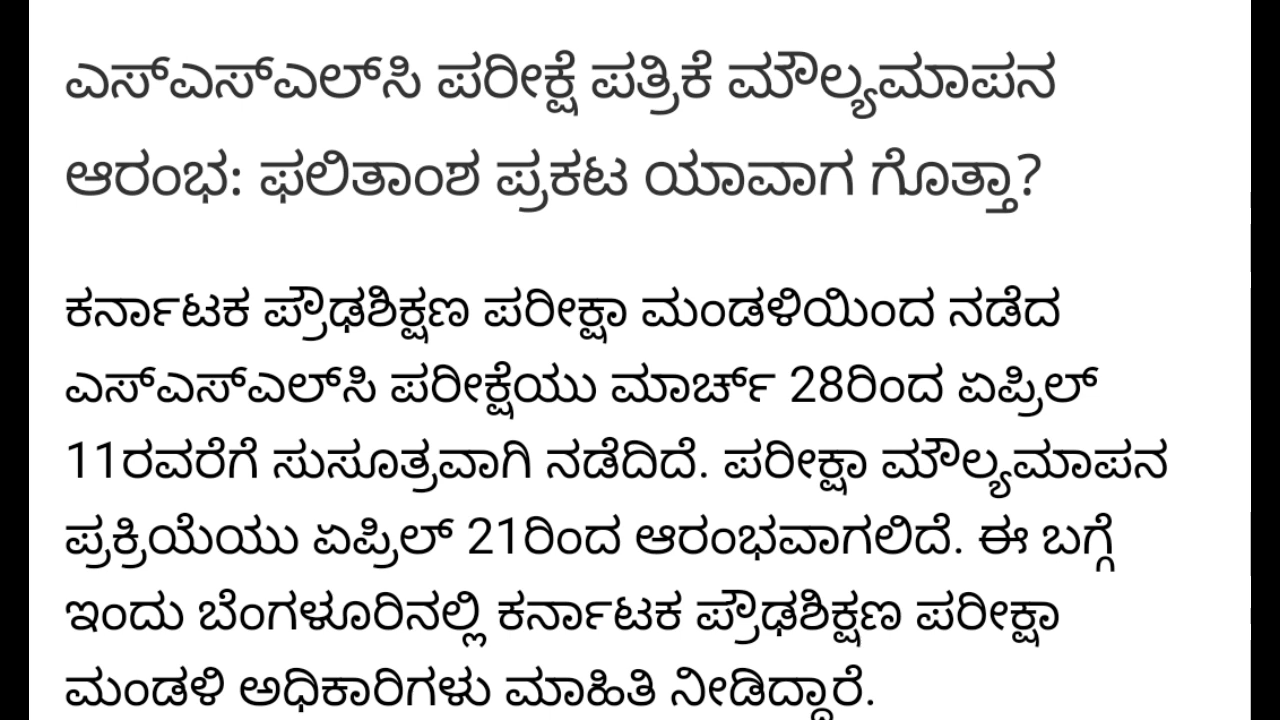 ಎಸ್ಎಸ್ಎಲ್‌ಸಿ ಪರೀಕ್ಷೆ ಪತ್ರಿಕೆ ಮೌಲ್ಯಮಾಪನ
ಆರಂಭ: ಫಲಿತಾಂಶ ಪ್ರಕಟ ಯಾವಾಗ ಗೊತ್ತಾ?
ಕರ್ನಾಟಕ ಪ್ರೌಢಶಿಕ್ಷಣ ಪರೀಕ್ಷಾ ಮಂಡಳಿಯಿಂದ ನಡೆದ
ಎಸ್ಎಸ್ಎಲ್‌ಸಿ ಪರೀಕ್ಷೆಯು ಮಾರ್ಚ್ 28ರಿಂದ ಏಪ್ರಿಲ್
11ರವರೆಗೆ ಸುಸೂತ್ರವಾಗಿ ನಡೆದಿದೆ. ಪರೀಕ್ಷಾ ಮೌಲ್ಯಮಾಪನ
ಪ್ರಕ್ರಿಯೆಯು ಏಪ್ರಿಲ್ 21ರಿಂದ ಆರಂಭವಾಗಲಿದೆ. ಈ ಬಗ್ಗೆ
ಇಂದು ಬೆಂಗಳೂರಿನಲ್ಲಿ ಕರ್ನಾಟಕ ಪ್ರೌಢಶಿಕ್ಷಣ ಪರೀಕ್ಷಾ
ಮಂಡಳಿ ಅಧಿಕಾರಿಗಳು ಮಾಹಿತಿ ನೀಡಿದ್ದಾರೆ.